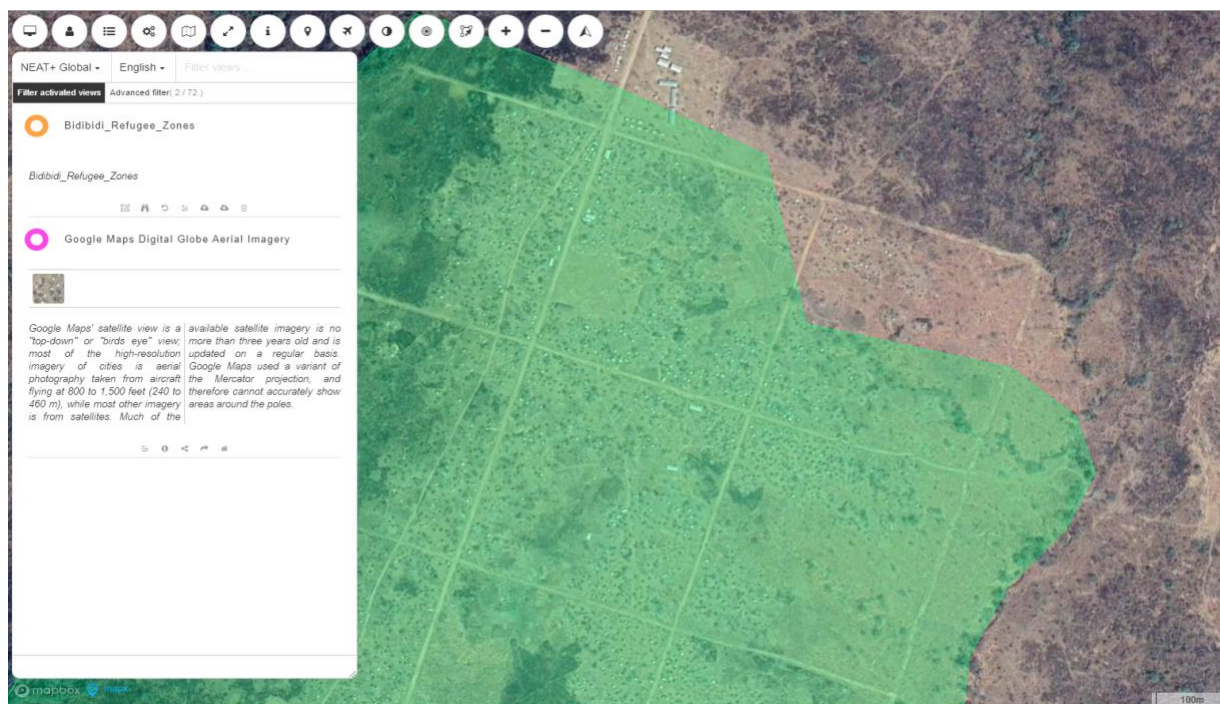 NEAT+ Global
English
Filter views ...
Filter activated views
Advanced filter( 2 / 72 )
Bidibidi_Refugee_Zones
Bidibidi_Refugee_Zones
Google Maps Digital Globe Aerial Imagery
Google Maps' satellite view is a
"top-down" or "birds eye" view;
most of the high-resolution
imagery of cities is aerial
photography taken from aircraft
flying at 800 to 1,500 feet (240 to
460 m), while most other imagery
is from satellites. Much of the
available satellite imagery is no
more than three years old and is
updated on a regular basis.
Google Maps used a variant of
the Mercator projection, and
therefore cannot accurately show
areas around the poles.
mapbox
mapx
100m